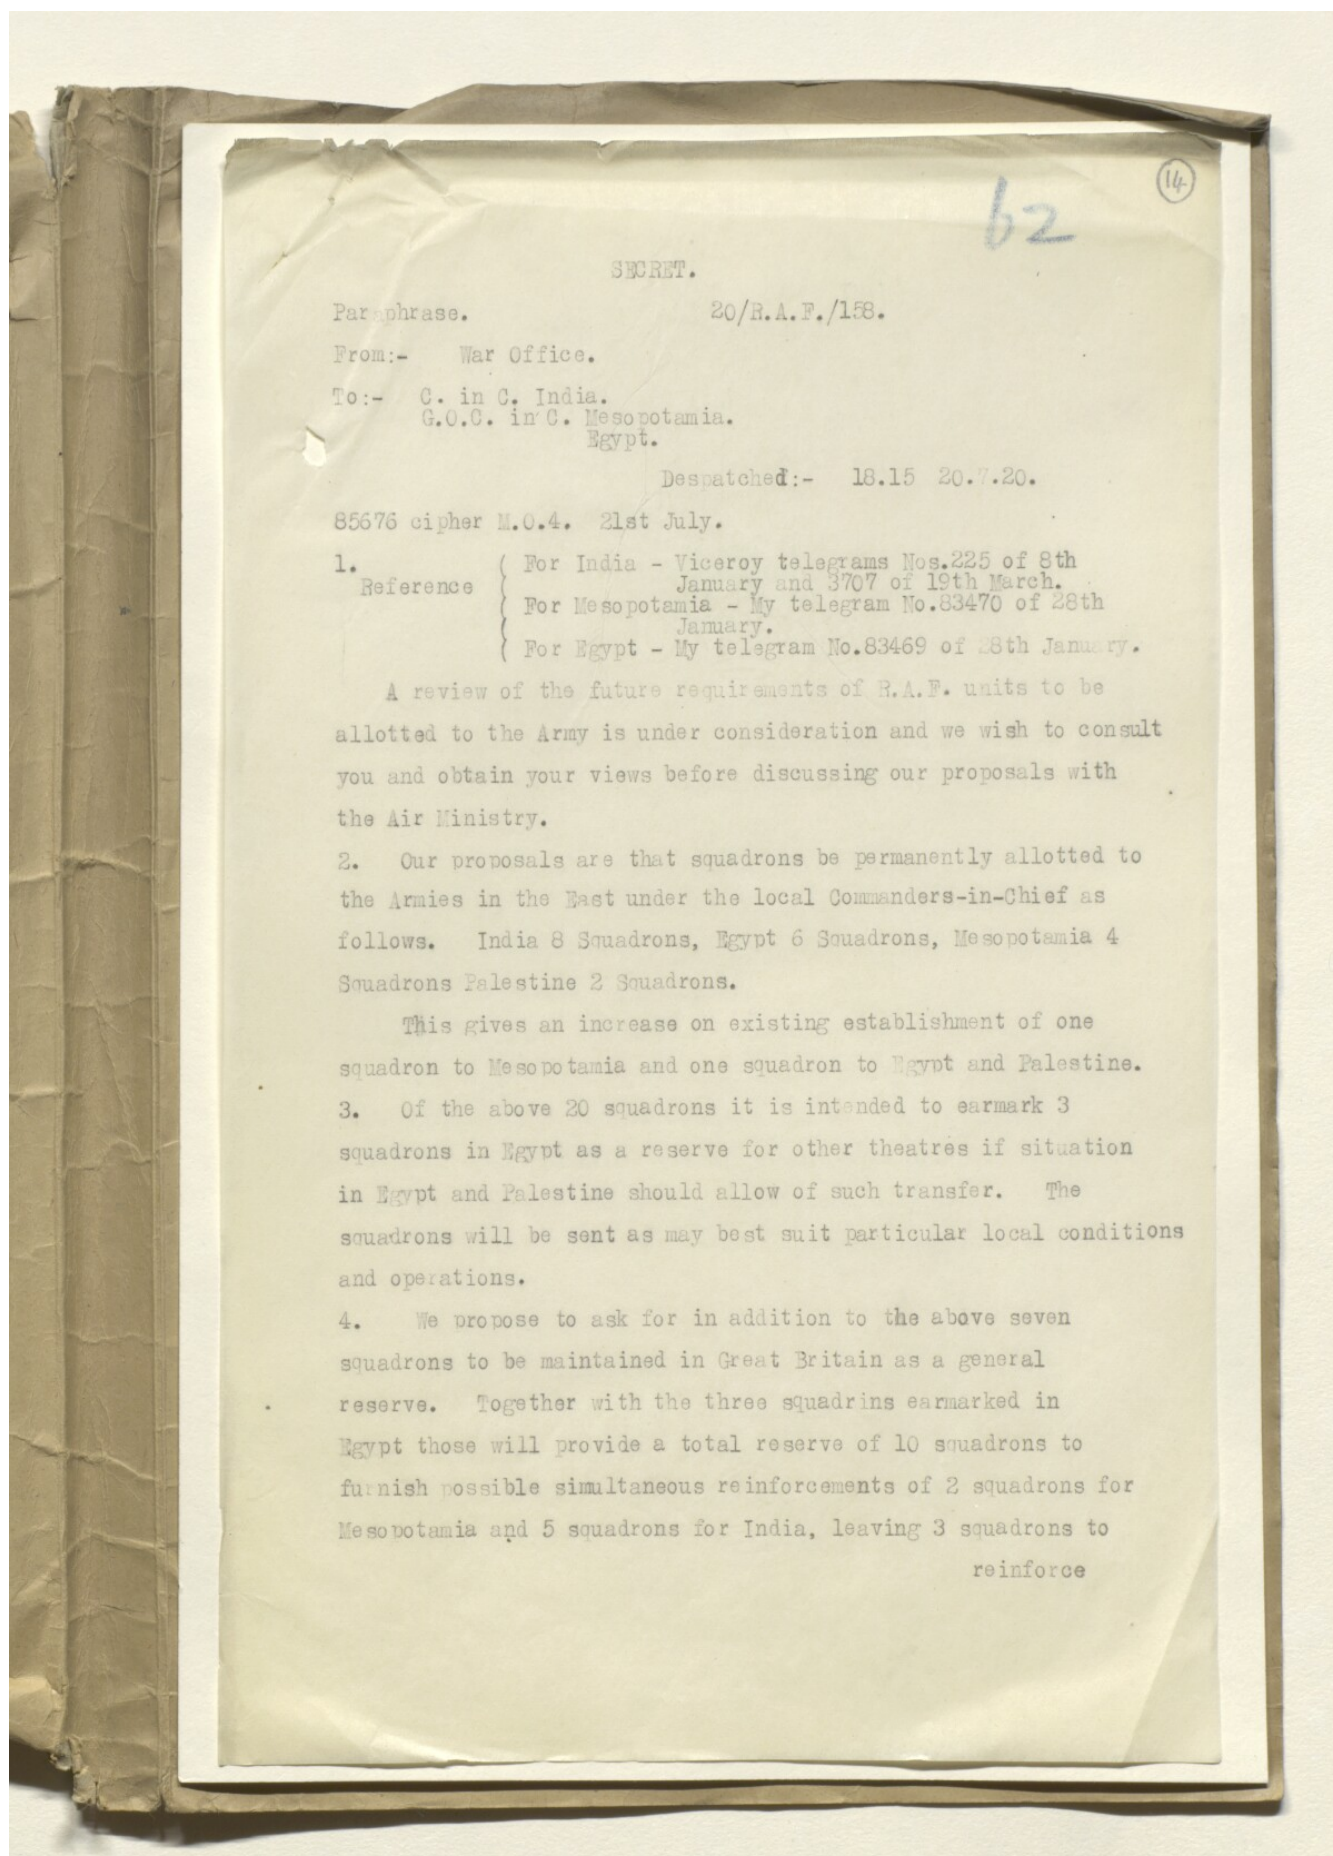 14
62
SECRET.
Paraphrase. 20/R.A.F./158.
From:- War Office.
To:- C. in C. India.
G.O.C. in C. Mesopotamia.
Egypt.
Despatched:- 18.15 20.7.20.
85676 cipher M.O.4. 21st July.
1. ( For India - Viceroy telegrams Nos.225 of 8th
Reference ( January and 3707 of 19th March.
( For Mesopotamia - My telegram No.83470 of 28th
( January.
( For Egypt - My telegram No.83469 of 28th January.
A review of the future requirements of R.A.F. units to be
allotted to the Army is under consideration and we wish to consult
you and obtain your views before discussing our proposals with
the Air Ministry.
2. Our proposals are that squadrons be permanently allotted to
the Armies in the East under the local Commanders-in-Chief as
follows. India 8 Squadrons, Egypt 6 Squadrons, Mesopotamia 4
Squadrons Palestine 2 Squadrons.
This gives an increase on existing establishment of one
squadron to Mesopotamia and one squadron to Egypt and Palestine.
3. Of the above 20 squadrons it is intended to earmark 3
squadrons in Egypt as a reserve for other theatres if situation
in Egypt and Palestine should allow of such transfer. The
squadrons will be sent as may best suit particular local conditions
and operations.
4. We propose to ask for in addition to the above seven
squadrons to be maintained in Great Britain as a general
reserve. Together with the three squadrins earmarked in
Egypt those will provide a total reserve of 10 squadrons to
furnish possible simultaneous reinforcements of 2 squadrons for
Mesopotamia and 5 squadrons for India, leaving 3 squadrons to
reinforce